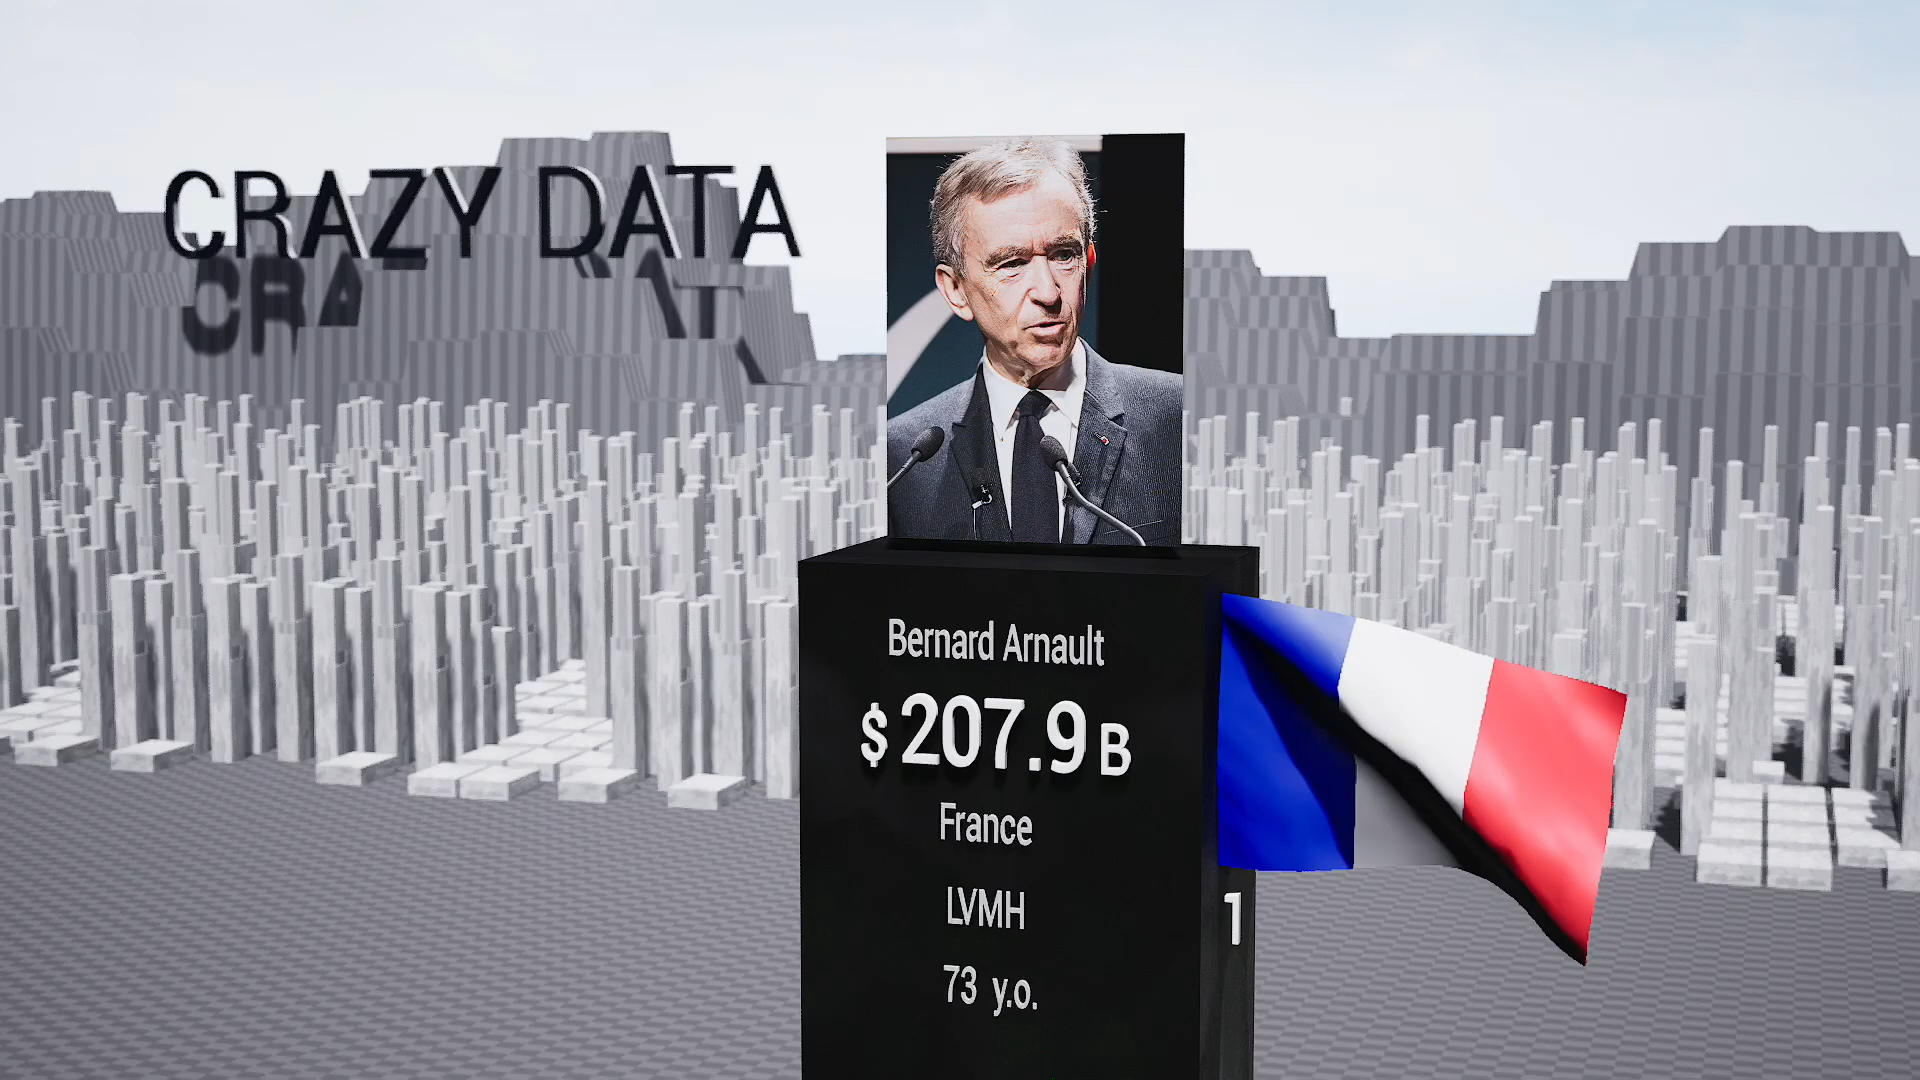 CRAZY DATA
Bernard Arnault
$ 207.9 B
France
LVMH
1
73 y.o.